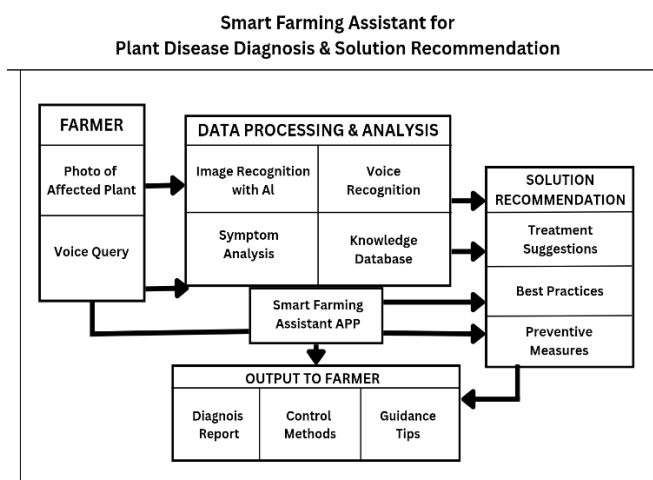 Smart Farming Assistant for
Plant Disease Diagnosis & Solution Recommendation
FARMER
Photo of
Affected Plant
Voice Query
DATA PROCESSING & ANALYSIS
Image Recognition
with AI
Voice
Recognition
Symptom
Analysis
Knowledge
Database
Smart Farming
Assistant APP
SOLUTION
RECOMMENDATION
Treatment
Suggestions
Best Practices
Preventive
Measures
OUTPUT TO FARMER
Diagnois
Report
Control
Methods
Guidance
Tips